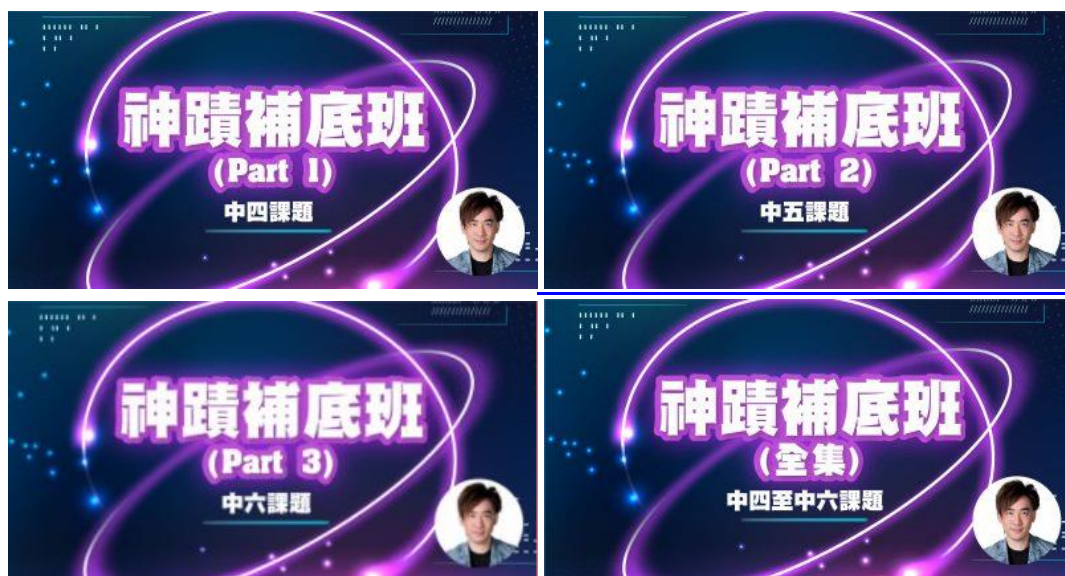 神蹟補底班
(Part 1)
中四課題
神蹟補底班
(Part 2)
中五課題
神蹟補底班
(Part 3)
中六課題
神蹟補底班
(全集)
中四至中六課題